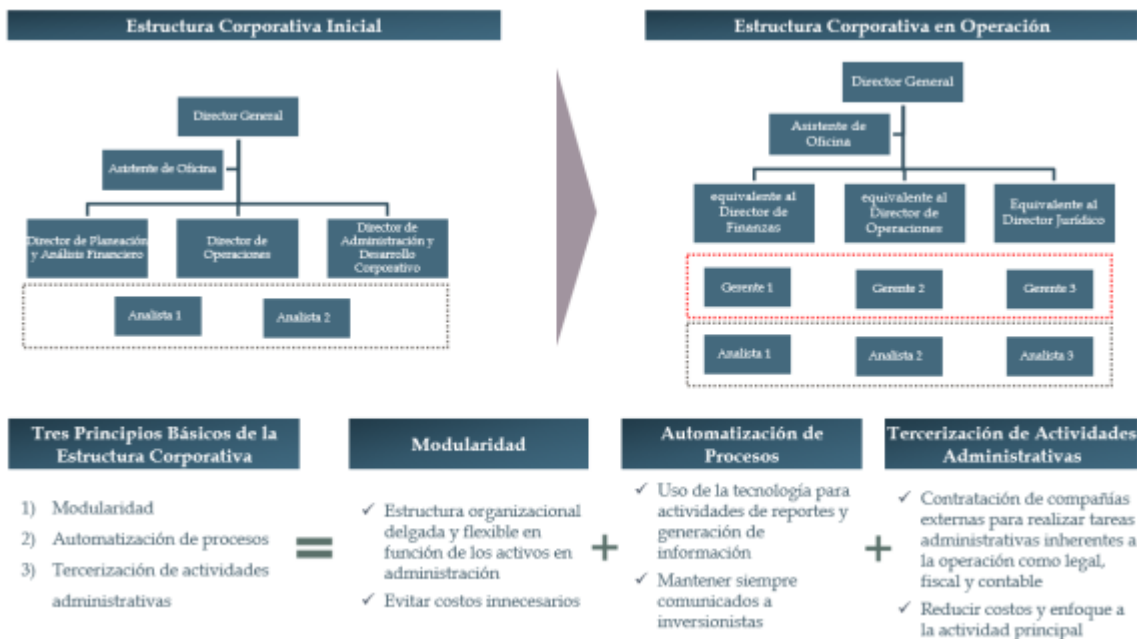 Estructura Corporativa Inicial
Director General
Asistente de Oficina
Director de Planeación
y Análisis Financiero
Director de
Operaciones
Director de
Administración y
Desarrollo
Corporativo
Analista 1
Analista 2
Estructura Corporativa en Operación
Director General
Asistente de
Oficina
equivalente al
Director de
Finanzas
equivalente al
Director de
Operaciones
Equivalente al
Director Jurídico
Gerente 1
Gerente 2
Gerente 3
Analista 1
Analista 2
Analista 3
Tres Principios Básicos de la
Estructura Corporativa
1) Modularidad
2) Automatización de procesos
3) Tercerización de actividades
administrativas
=
Modularidad
✓ Estructura organizacional
delgada y flexible en
función de los activos en
administración
✓ Evitar costos innecesarios
+
Automatización de
Procesos
✓ Uso de la tecnología para
actividades de reportes y
generación de
información
✓ Mantener siempre
comunicados a
inversionistas
+
Tercerización de Actividades
Administrativas
✓ Contratación de compañías
externas para realizar tareas
administrativas inherentes a
la operación como legal,
fiscal y contable
✓ Reducir costos y enfoque a
la actividad principal